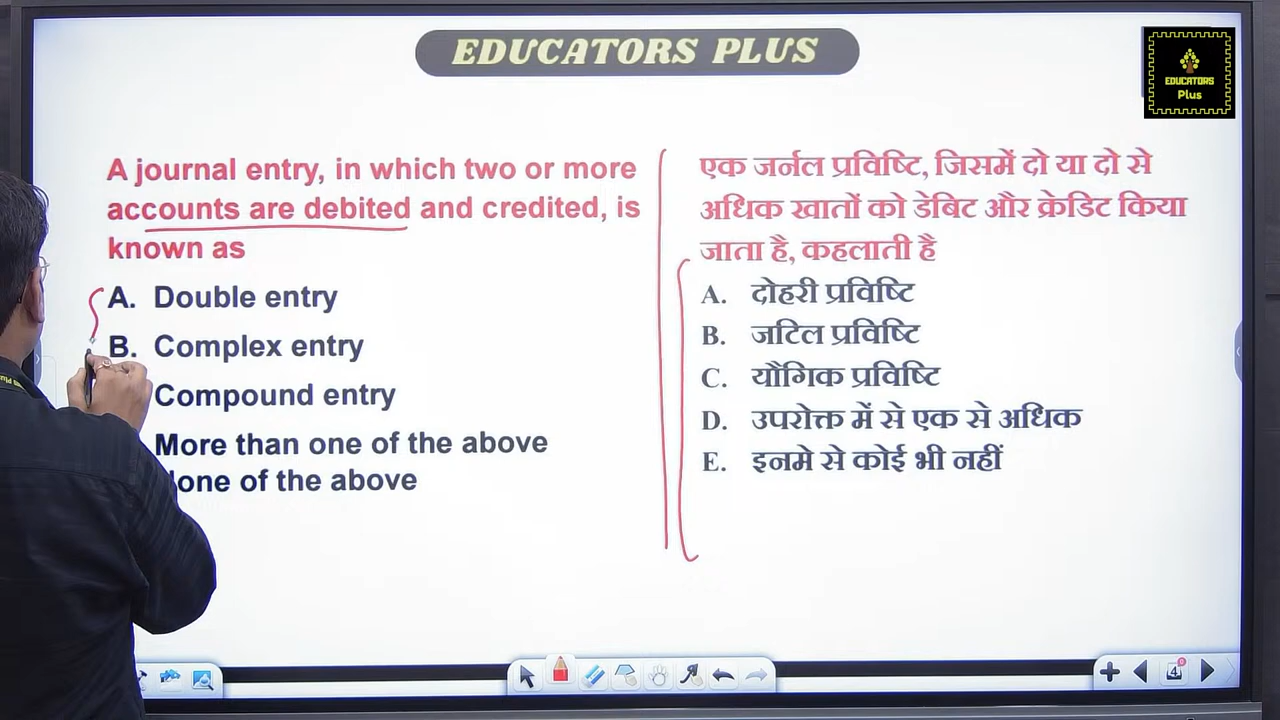 EDUCATORS PLUS
EDUCATORS
Plus
A journal entry, in which two or more
accounts are debited and credited, is
known as
A. Double entry
B. Complex entry
Compound entry
More than one of the above
one of the above
एक जर्नल प्रविष्टि, जिसमें दो या दो से
अधिक खातों को डेबिट और क्रेडिट किया
जाता है, कहलाती है
A. दोहरी प्रविष्टि
B. जटिल प्रविष्टि
C. यौगिक प्रविष्टि
D. उपरोक्त में से एक से अधिक
E. इनमे से कोई भी नहीं
4